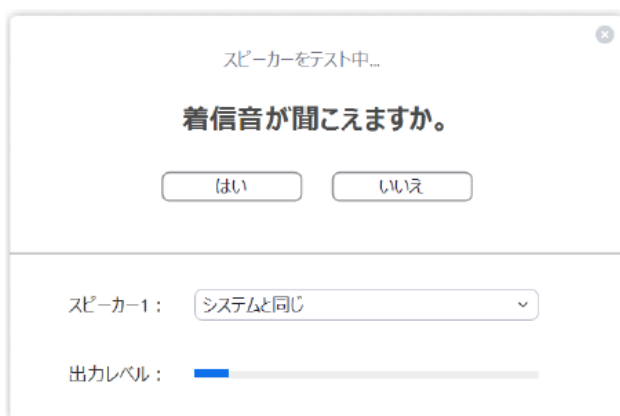 スピーカーをテスト中...
着信音が聞こえますか。
はい いいえ
スピーカー1： システムと同じ
出力レベル：